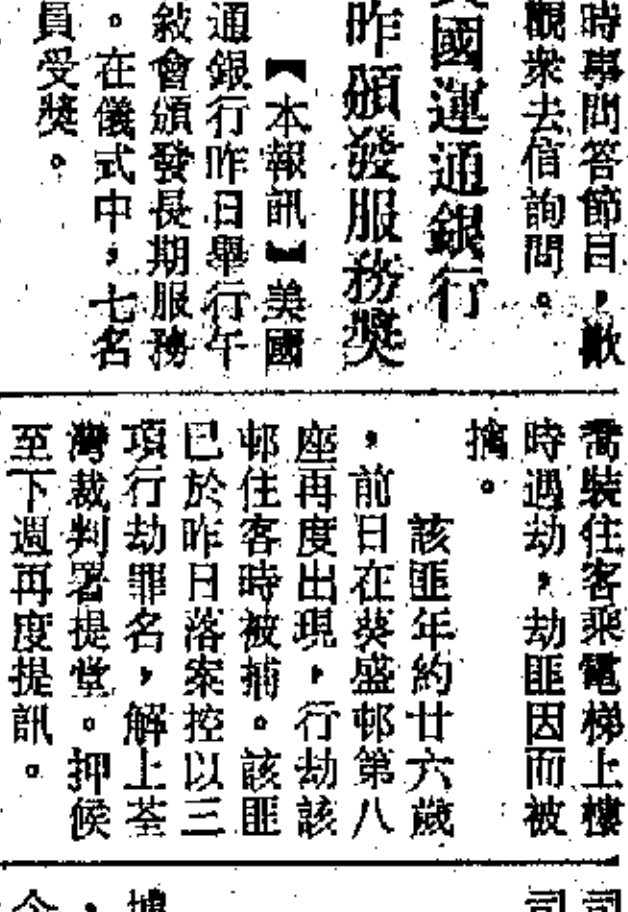 時專問答節目，歡
觀衆去信詢問。
國運通銀行
昨頒發服務獎
【本報訊】美國
通銀行昨日舉行午
敍會頒發長期服務
。在儀式中，七名
員受獎。
喬裝住客乘電梯上樓
時遇劫，劫匪因而被
擒。
該匪年約廿六歲
，前日在葵盛邨第八
座再度出現，行劫該
邨住客時被捕。該匪
已於昨日落案控以三
項行劫罪名，解上荃
灣裁判署提堂。押候
至下週再度提訊。
司
司